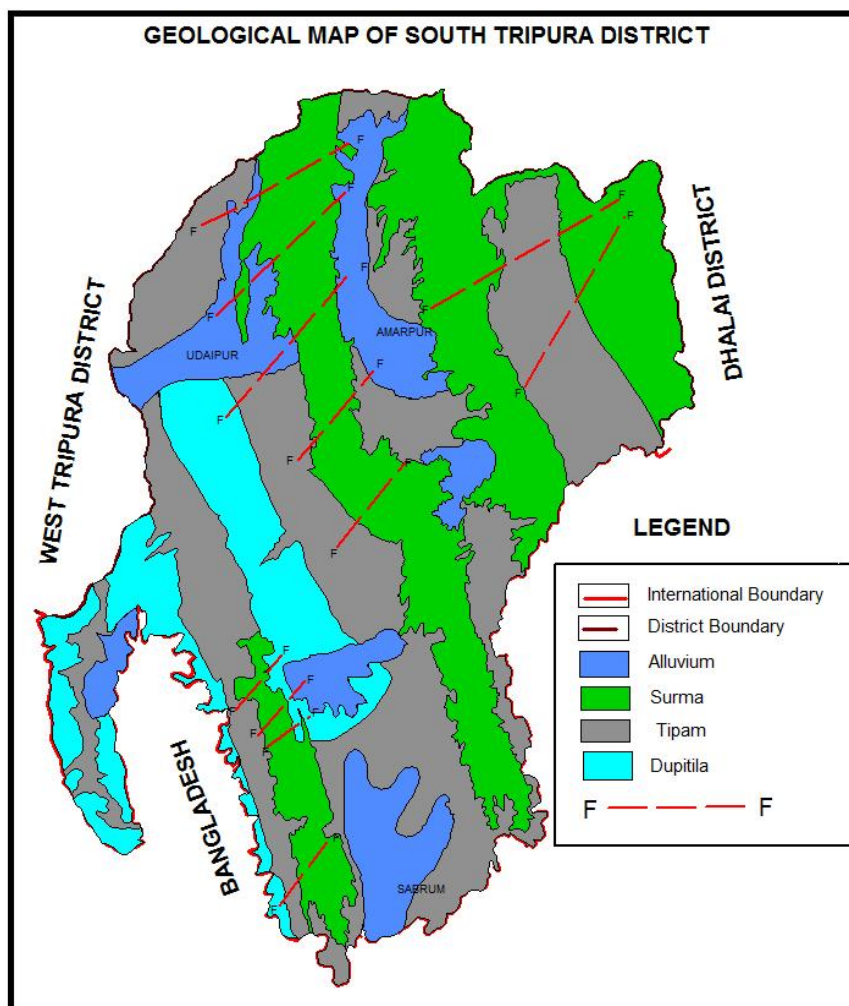 GEOLOGICAL MAP OF SOUTH TRIPURA DISTRICT
F
F
F
F
F
F
F
F
DHALAI DISTRICT
F
F
AMARPUR
UDAIPUR
F
WEST TRIPURA DISTRICT
F
F
F
F
F
LEGEND
F
International Boundary
District Boundary
F
Alluvium
F
Surma
F
F
F
Tipam
F
Dupitila
BANGLADESH
F F
F
SABRUM
F